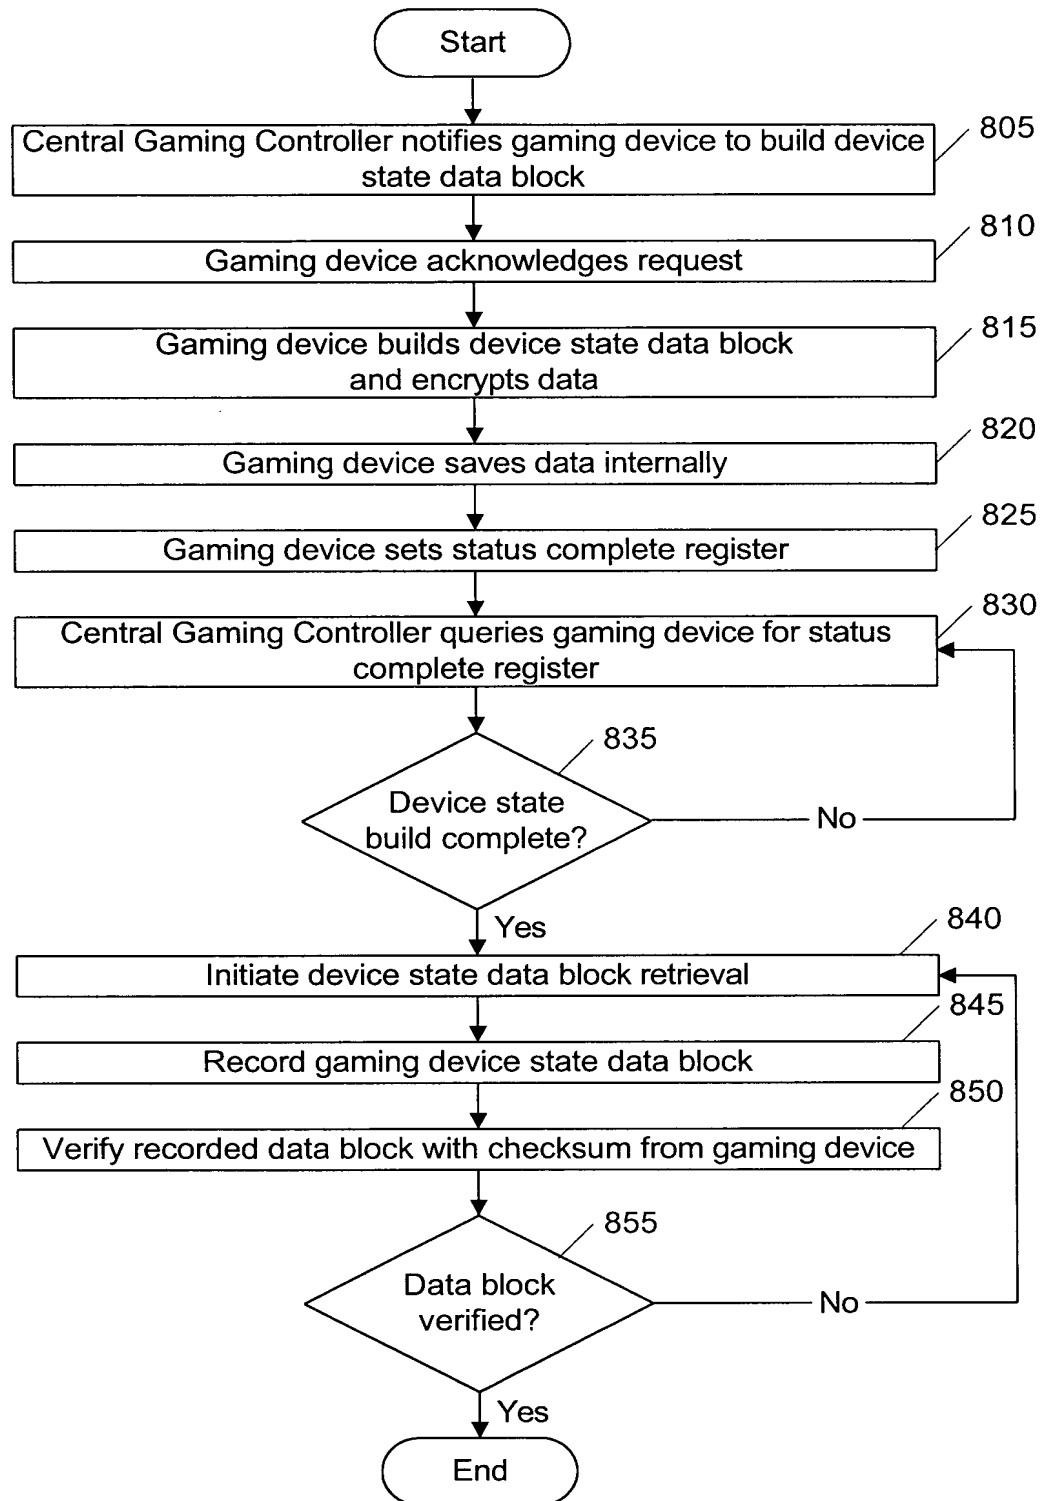 Start
805
Central Gaming Controller notifies gaming device to build device
state data block
810
Gaming device acknowledges request
815
Gaming device builds device state data block
and encrypts data
820
Gaming device saves data internally
825
Gaming device sets status complete register
830
Central Gaming Controller queries gaming device for status
complete register
835
Device state
build complete?
No
Yes
840
Initiate device state data block retrieval
845
Record gaming device state data block
850
Verify recorded data block with checksum from gaming device
855
Data block
verified?
No
Yes
End